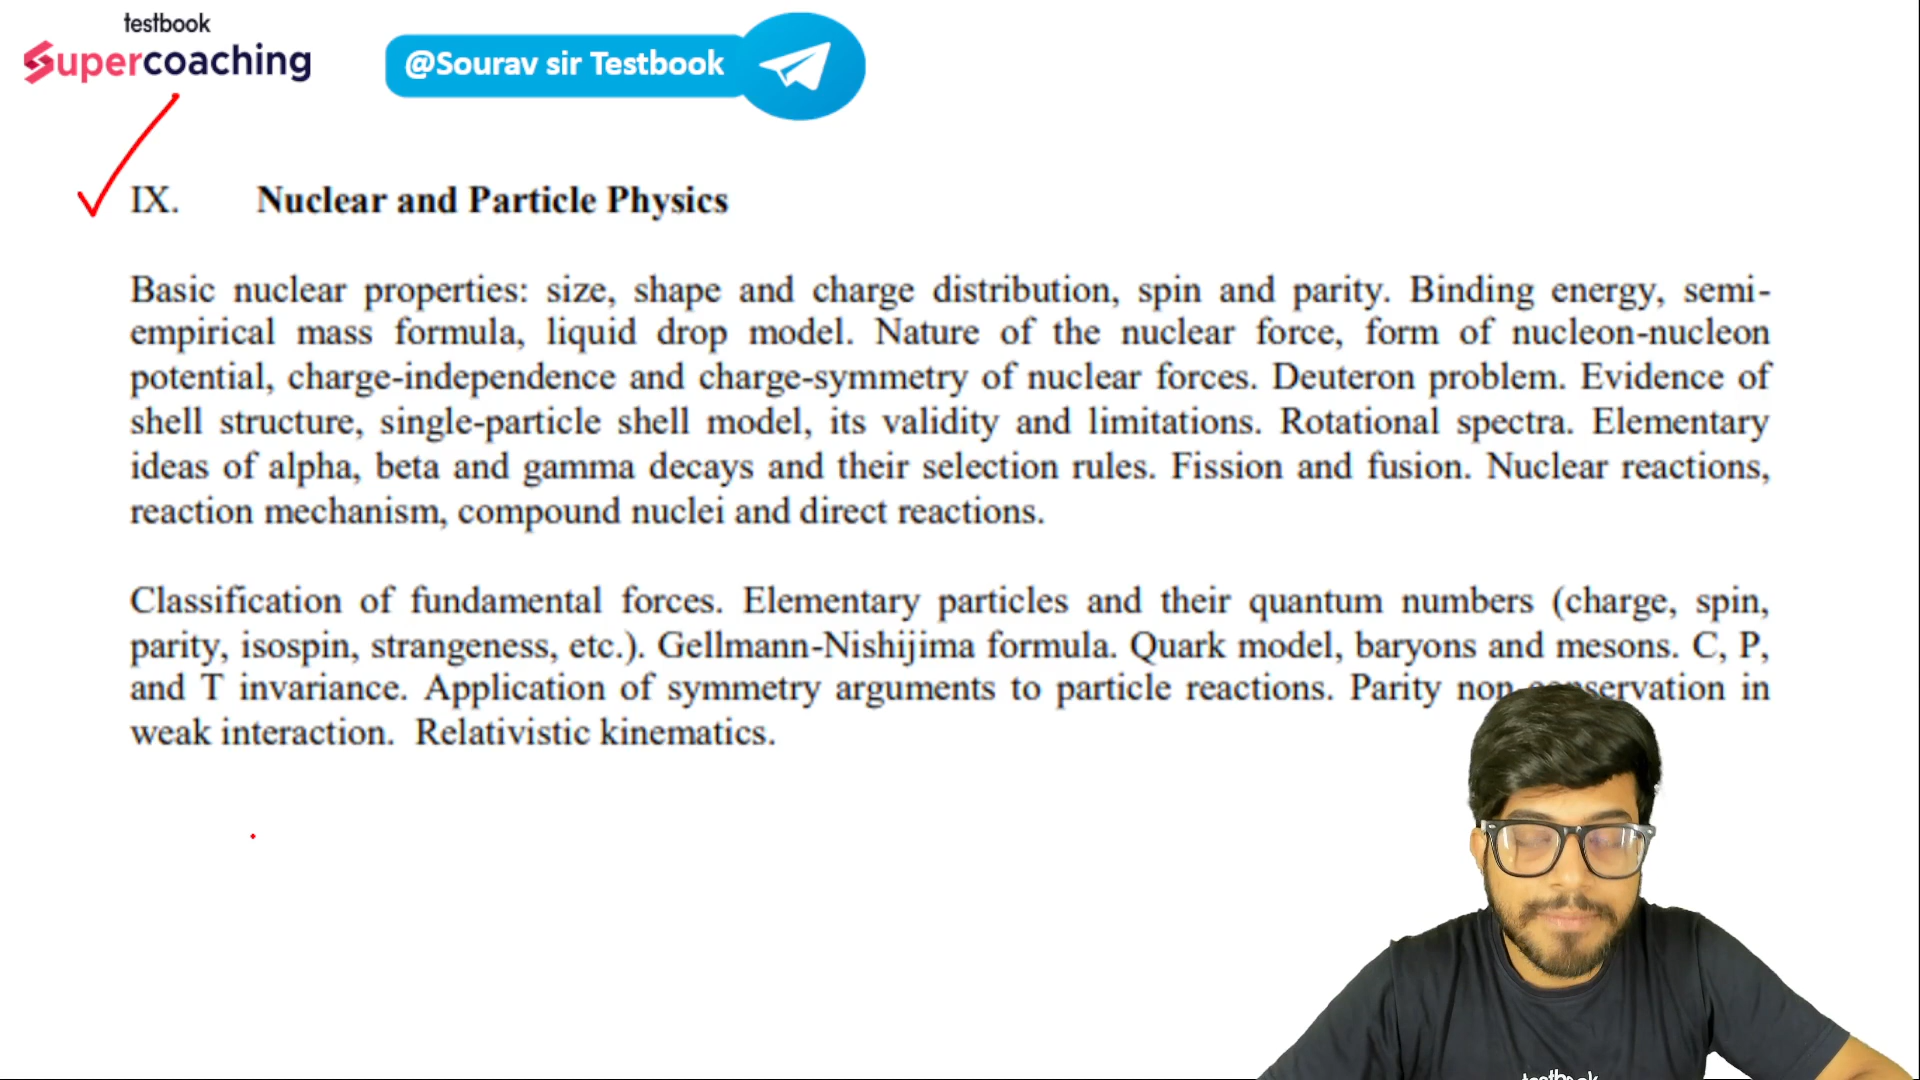 testbook
Supercoaching
@Sourav sir Testbook
IX. Nuclear and Particle Physics
Basic nuclear properties: size, shape and charge distribution, spin and parity. Binding energy, semi-
empirical mass formula, liquid drop model. Nature of the nuclear force, form of nucleon-nucleon
potential, charge-independence and charge-symmetry of nuclear forces. Deuteron problem. Evidence of
shell structure, single-particle shell model, its validity and limitations. Rotational spectra. Elementary
ideas of alpha, beta and gamma decays and their selection rules. Fission and fusion. Nuclear reactions,
reaction mechanism, compound nuclei and direct reactions.
Classification of fundamental forces. Elementary particles and their quantum numbers (charge, spin,
parity, isospin, strangeness, etc.). Gellmann-Nishijima formula. Quark model, baryons and mesons. C, P,
and T invariance. Application of symmetry arguments to particle reactions. Parity non in
weak interaction. Relativistic kinematics.